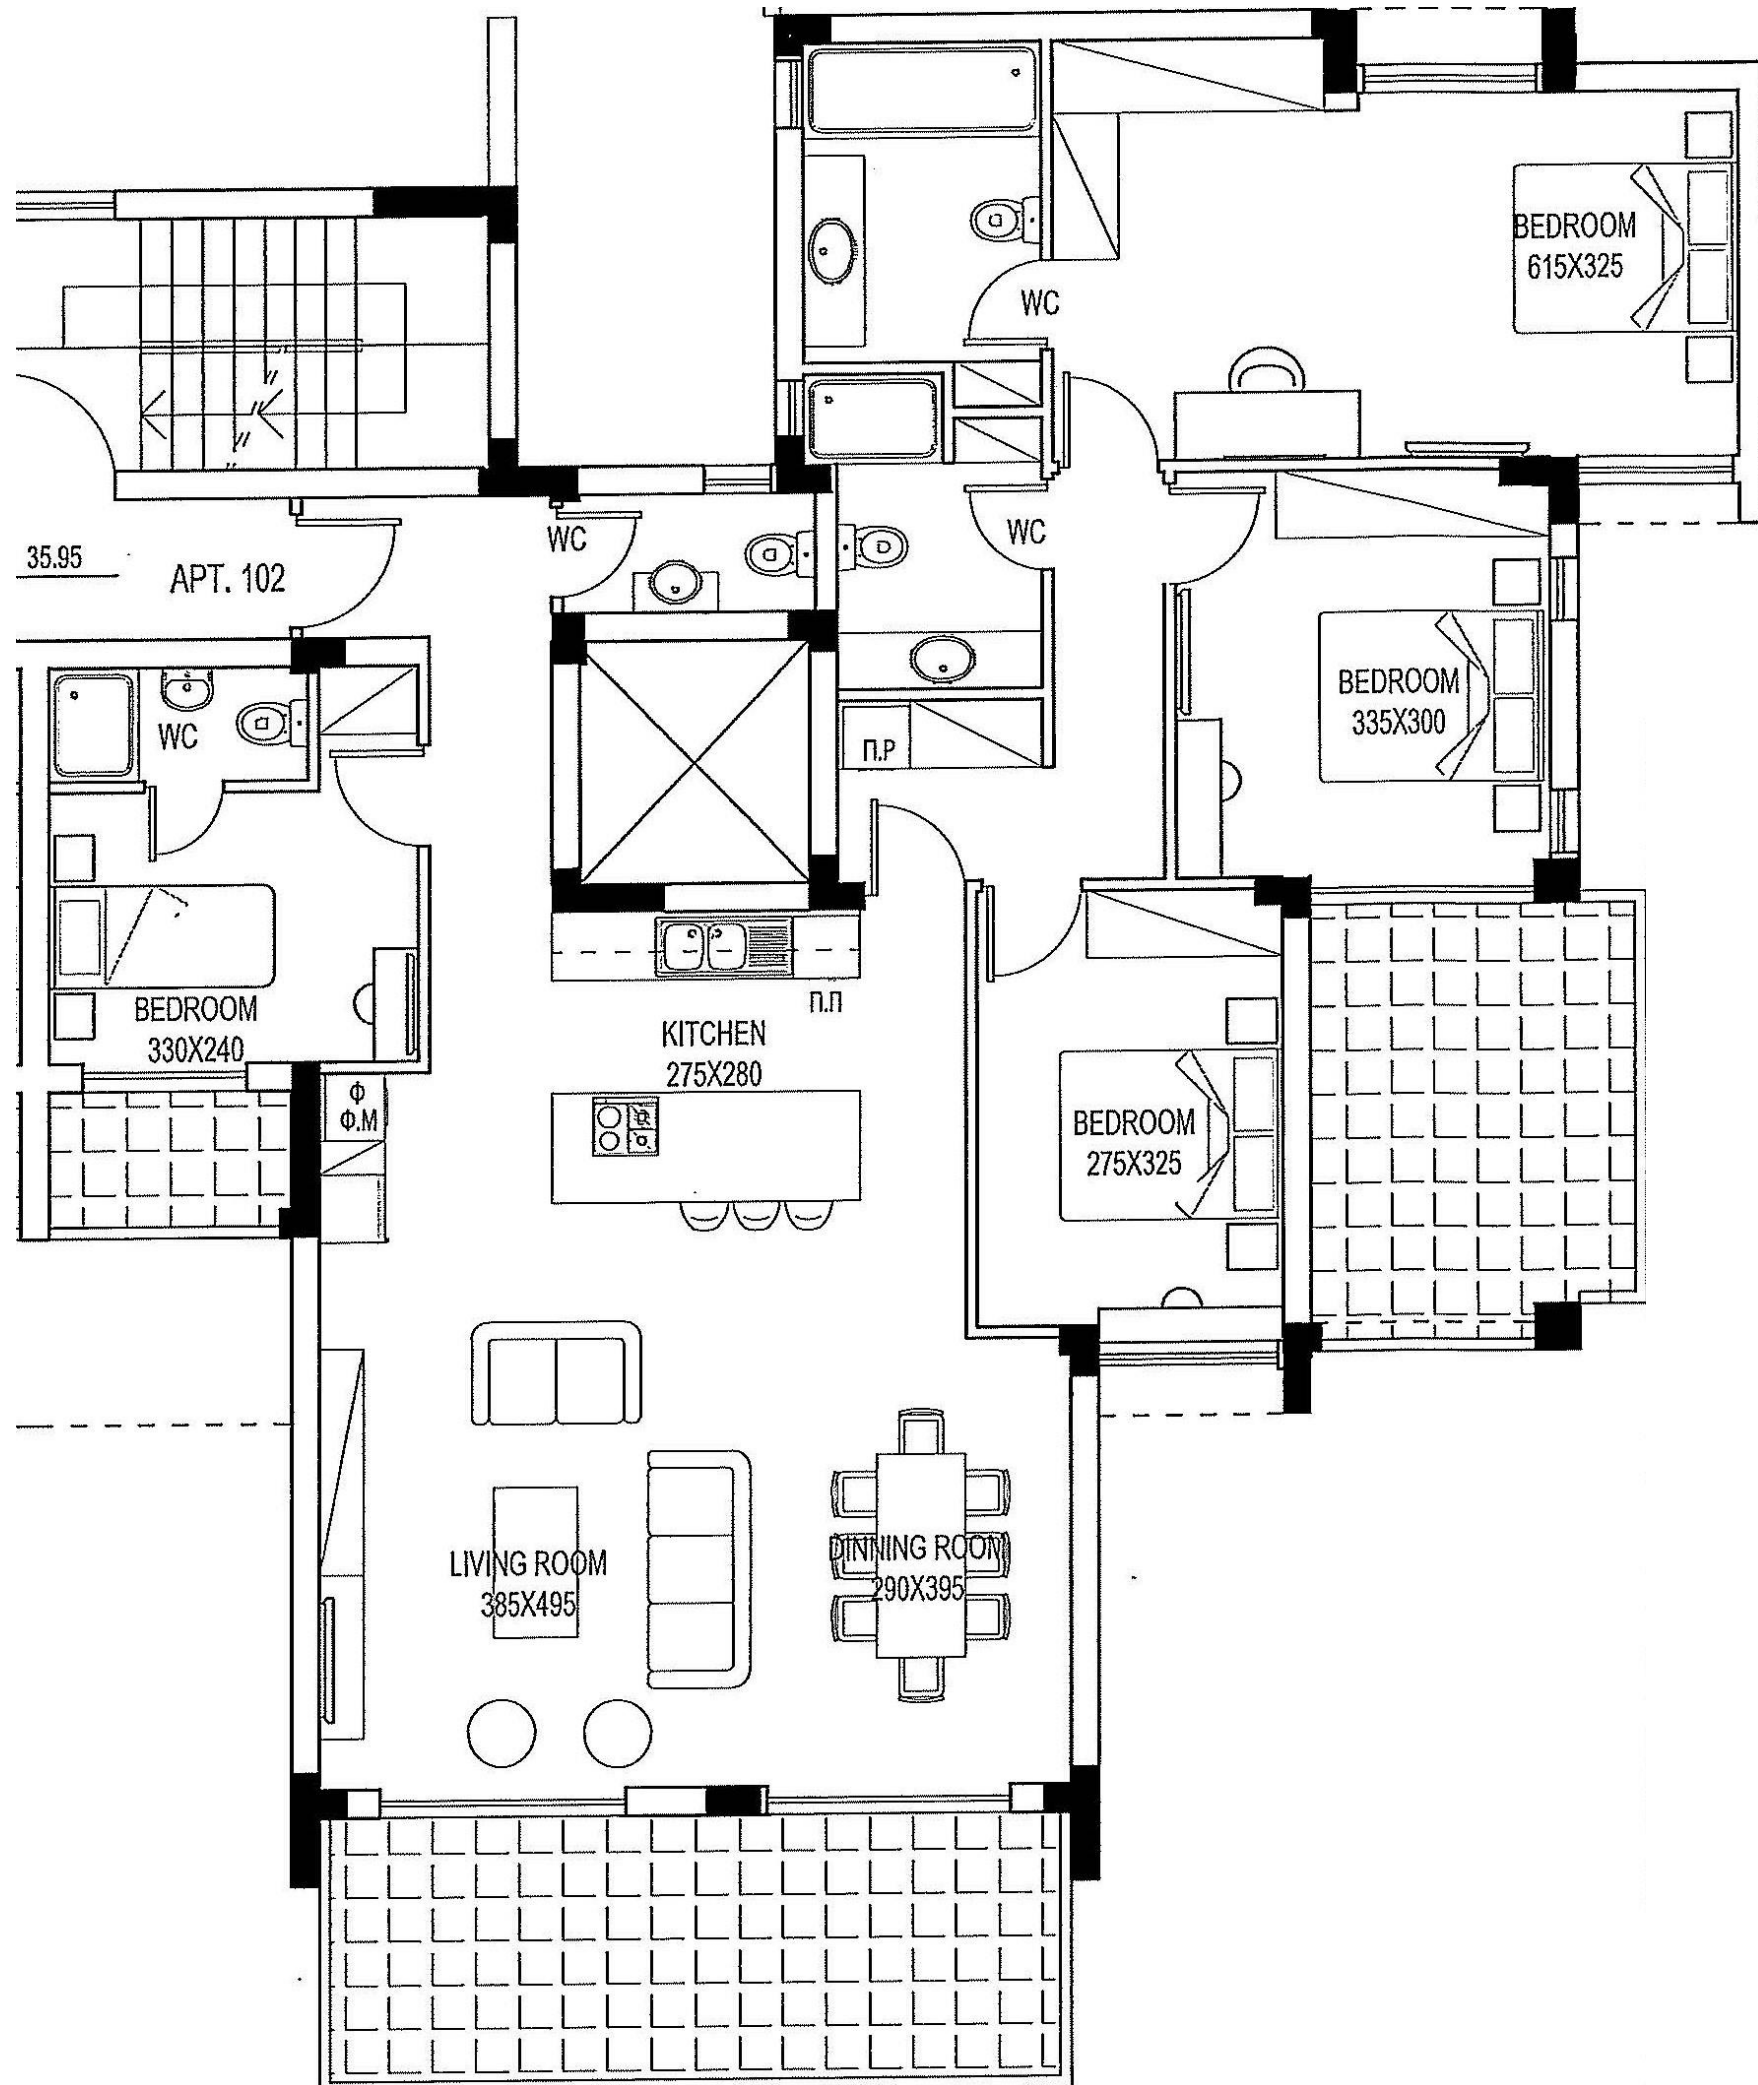 BEDROOM
615X325
WC
WC
WC
35.95
APT. 102
BEDROOM
335X300
WC
Π.Ρ
BEDROOM
330X240
Π.Π
KITCHEN
275X280
Φ
Φ.Μ
BEDROOM
275X325
LIVING ROOM
385X495
DINNING ROOM
290X395